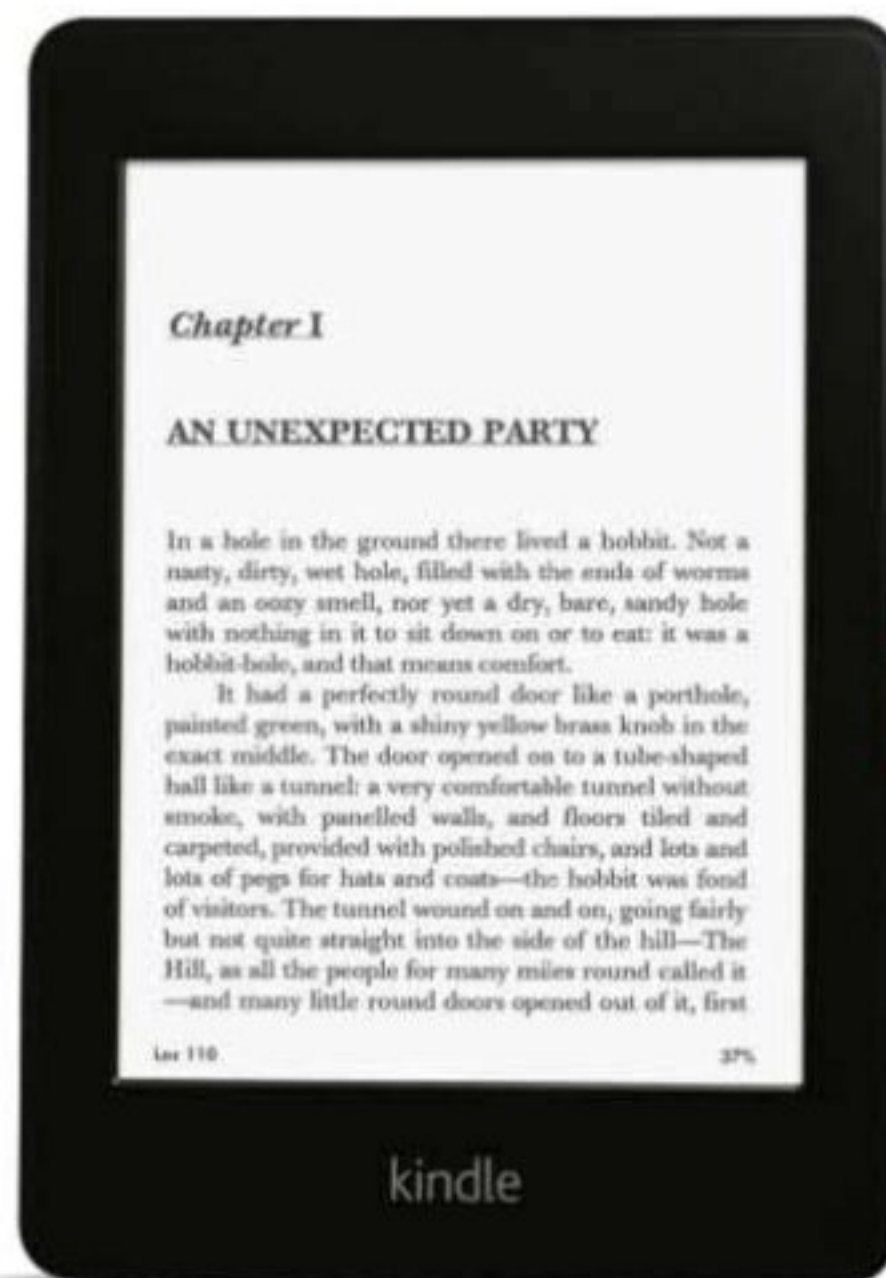 Chapter I
AN UNEXPECTED PARTY
In a hole in the ground there lived a hobbit. Not a
nasty, dirty, wet hole, filled with the ends of worms
and an oozy smell, nor yet a dry, bare, sandy hole
with nothing in it to sit down on or to eat: it was a
hobbit-hole, and that means comfort.
It had a perfectly round door like a porthole,
painted green, with a shiny yellow brass knob in the
exact middle. The door opened on to a tube-shaped
hall like a tunnel: a very comfortable tunnel without
smoke, with panelled walls, and floors tiled and
carpeted, provided with polished chairs, and lots and
lots of pegs for hats and coats—the hobbit was fond
of visitors. The tunnel wound on and on, going fairly
but not quite straight into the side of the hill—The
Hill, as all the people for many miles round called it
—and many little round doors opened out of it, first
Loc 110 37%
kindle